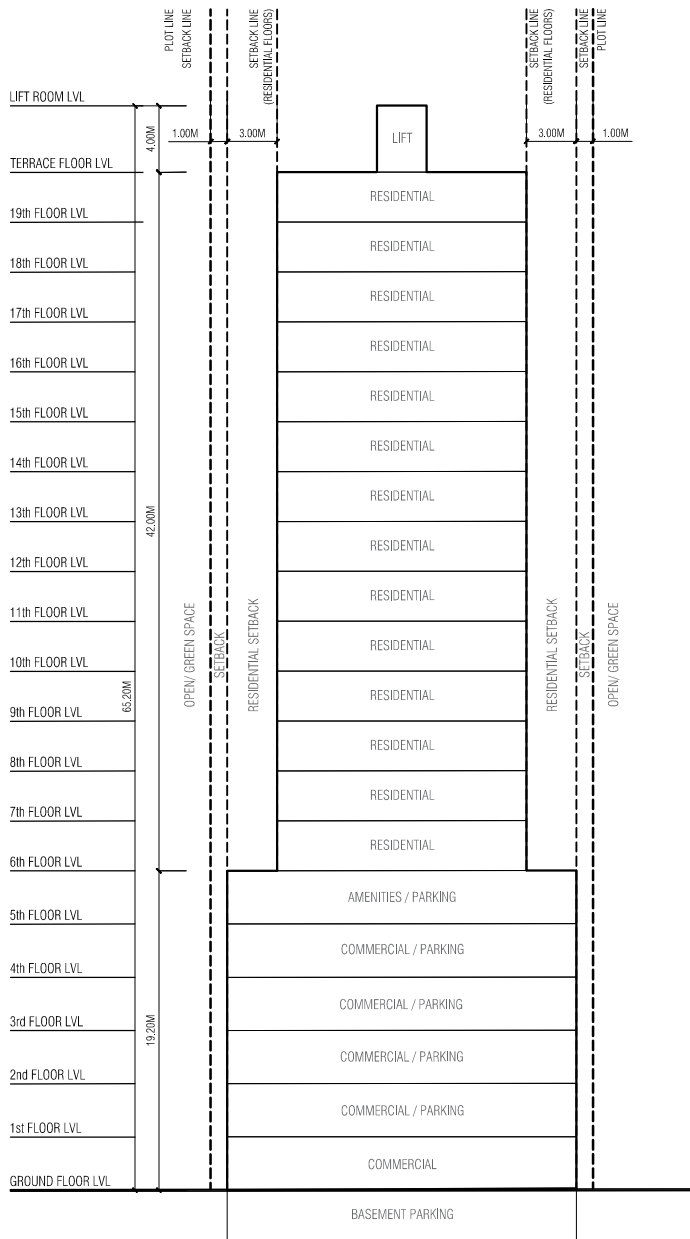 PLOT LINE
SETBACK LINE
SETBACK LINE
(RESIDENTIAL FLOORS)
SETBACK LINE
(RESIDENTIAL FLOORS)
SETBACK LINE
PLOT LINE
LIFT ROOM LVL
4.00M
1.00M
3.00M
LIFT
3.00M
1.00M
TERRACE FLOOR LVL
RESIDENTIAL
19th FLOOR LVL
RESIDENTIAL
18th FLOOR LVL
RESIDENTIAL
17th FLOOR LVL
RESIDENTIAL
16th FLOOR LVL
RESIDENTIAL
15th FLOOR LVL
RESIDENTIAL
14th FLOOR LVL
RESIDENTIAL
13th FLOOR LVL
42.00M
RESIDENTIAL
12th FLOOR LVL
RESIDENTIAL
11th FLOOR LVL
OPEN/ GREEN SPACE
SETBACK
RESIDENTIAL SETBACK
RESIDENTIAL
RESIDENTIAL SETBACK
SETBACK
OPEN/ GREEN SPACE
10th FLOOR LVL
65.20M
RESIDENTIAL
9th FLOOR LVL
RESIDENTIAL
8th FLOOR LVL
RESIDENTIAL
7th FLOOR LVL
RESIDENTIAL
6th FLOOR LVL
AMENITIES / PARKING
5th FLOOR LVL
COMMERCIAL / PARKING
4th FLOOR LVL
COMMERCIAL / PARKING
3rd FLOOR LVL
19.20M
COMMERCIAL / PARKING
2nd FLOOR LVL
COMMERCIAL / PARKING
1st FLOOR LVL
COMMERCIAL
GROUND FLOOR LVL
BASEMENT PARKING